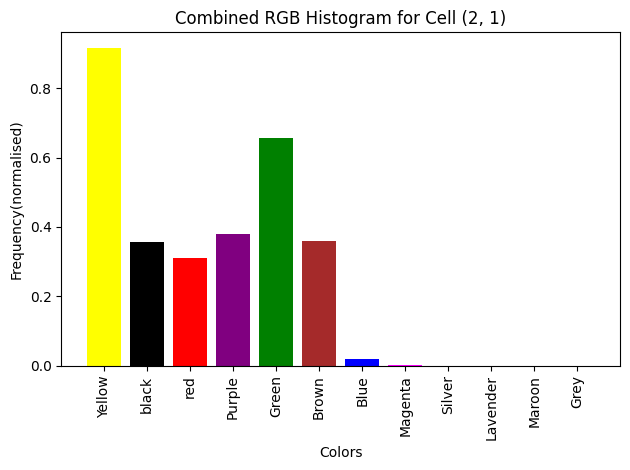 Combined RGB Histogram for Cell (2, 1)
Frequency(normalised)
0.8
0.6
0.4
0.2
0.0
Yellow
black
red
Purple
Green
Brown
Blue
Magenta
Silver
Lavender
Maroon
Grey
Colors